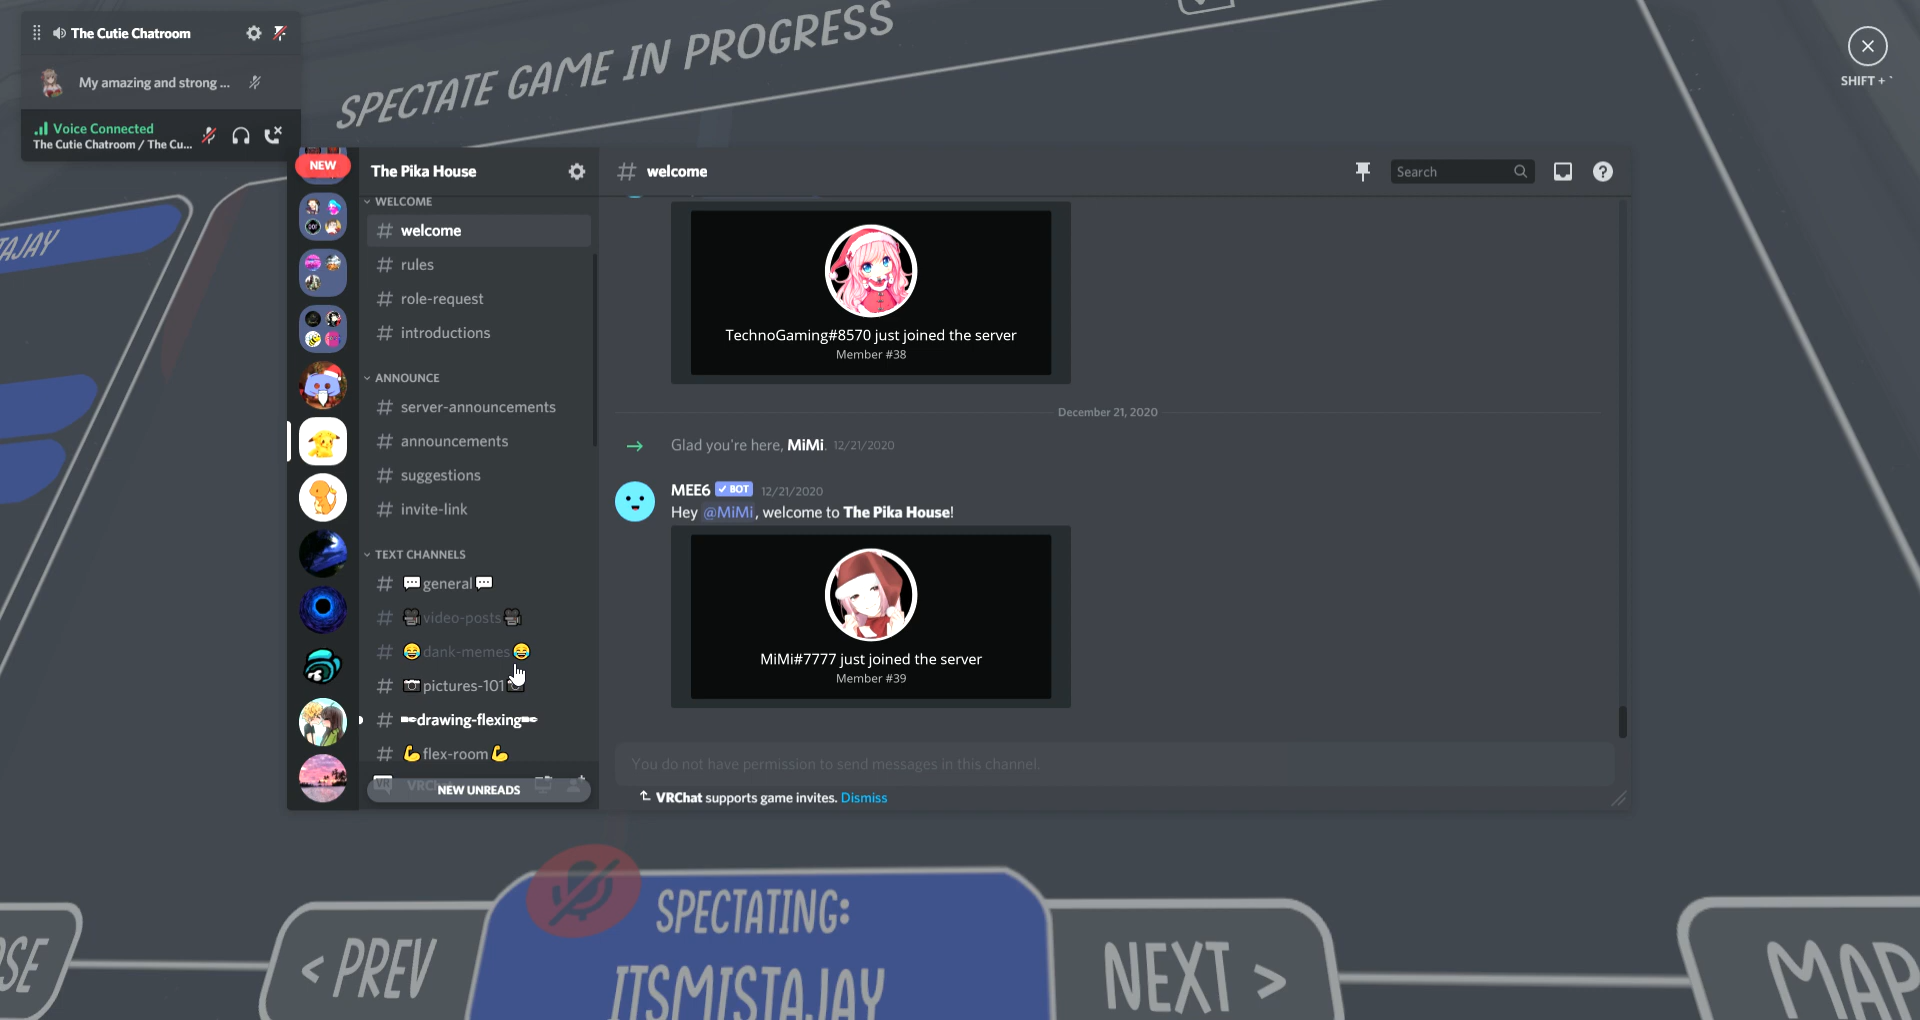 The Cutie Chatroom
My amazing and strong ...
Voice Connected
The Cutie Chatroom / The Cu...
SPECTATE GAME IN PROGRESS
SHIFT + `
NEW
The Pika House
WELCOME
# welcome
# rules
# role-request
# introductions
ANNOUNCE
# server-announcements
# announcements
# suggestions
# invite-link
TEXT CHANNELS
# 💬general💬
# 🎥video-posts🎥
# 😂dank-memes😂
# 📷pictures-101📷
# ✒drawing-flexing✒
# 💪flex-room💪
NEW UNREADS
# welcome
Search
TechnoGaming#8570 just joined the server
Member #38
December 21, 2020
Glad you're here, MiMi. 12/21/2020
MEE6 ✓ BOT 12/21/2020
Hey @MiMi, welcome to The Pika House!
MiMi#7777 just joined the server
Member #39
You do not have permission to send messages in this channel.
VRChat supports game invites. Dismiss
< PREV
SPECTATING:
ITSMISTAJAY
NEXT >